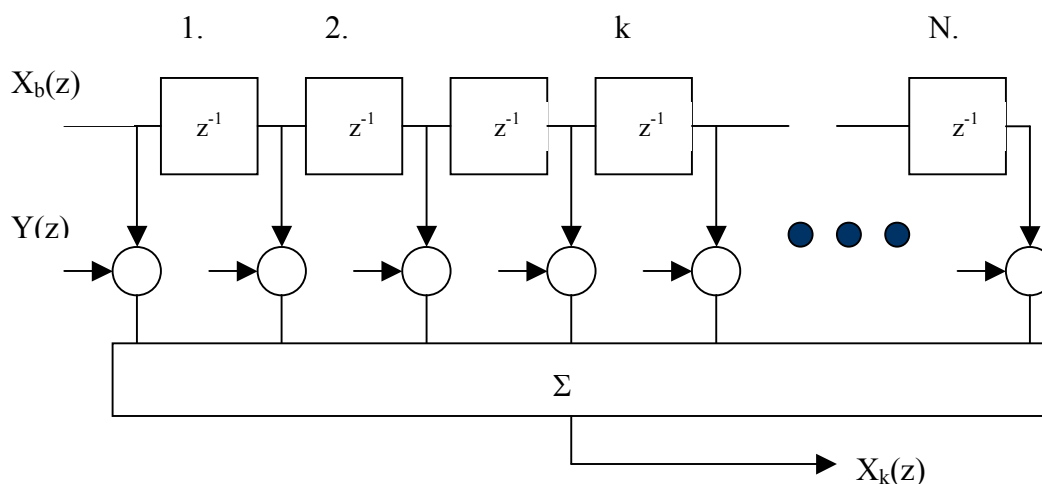 1. 2. k N.
X_b(z)
z⁻¹ z⁻¹ z⁻¹ z⁻¹ z⁻¹
Y(z)
Σ
X_k(z)